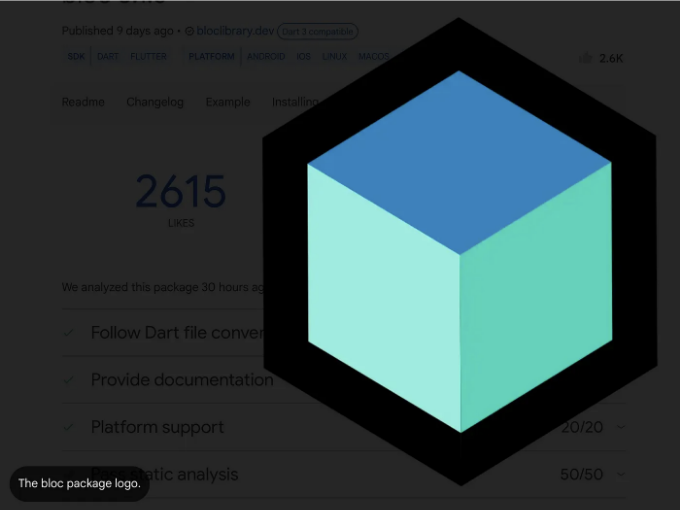 Published 9 days ago • bloclibrary.dev Dart 3 compatible
SDK DART FLUTTER PLATFORM ANDROID IOS LINUX MACOS
2.6K
Readme Changelog Example Installing
2615
LIKES
We analyzed this package 30 hours ag
Follow Dart file conver
Provide documentation
Platform support 20/20
Pass static analysis 50/50
The bloc package logo.